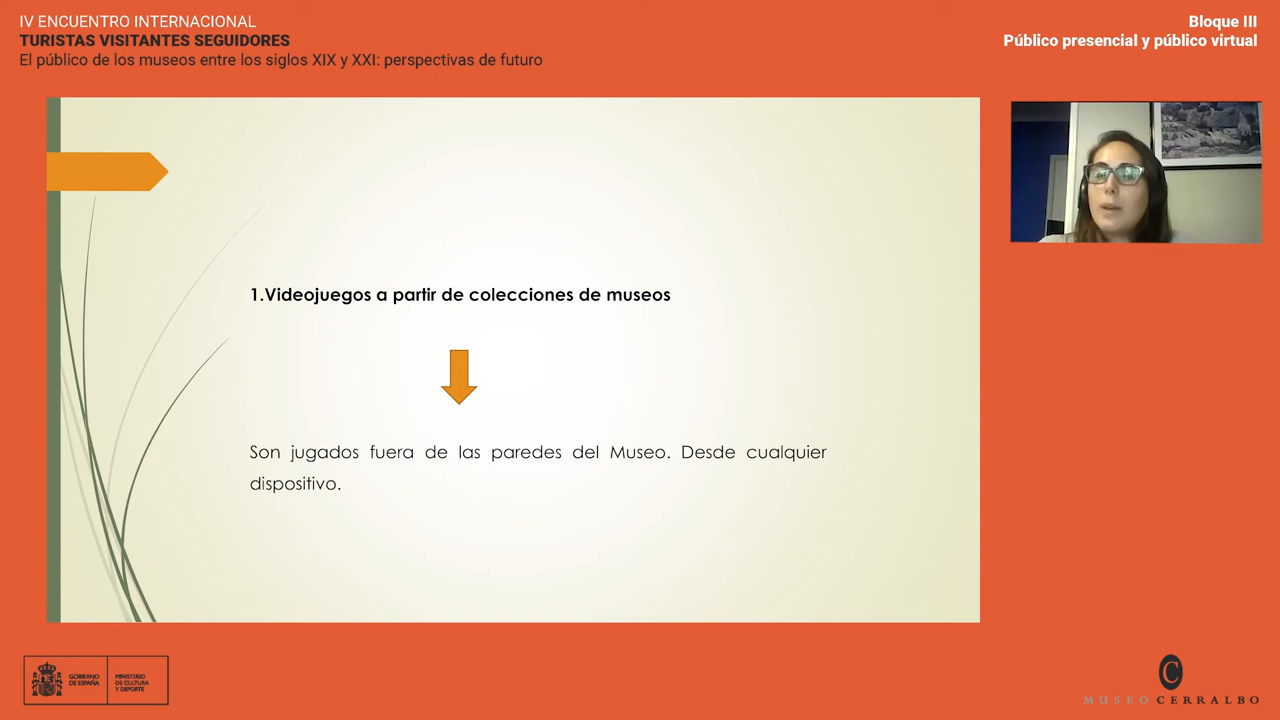 IV ENCUENTRO INTERNACIONAL
TURISTAS VISITANTES SEGUIDORES
El público de los museos entre los siglos XIX y XXI: perspectivas de futuro
Bloque III
Público presencial y público virtual
1.Videojuegos a partir de colecciones de museos
Son jugados fuera de las paredes del Museo. Desde cualquier
dispositivo.
GOBIERNO
DE ESPAÑA
MINISTERIO
DE CULTURA
Y DEPORTE
C
MUSEO CERRALBO